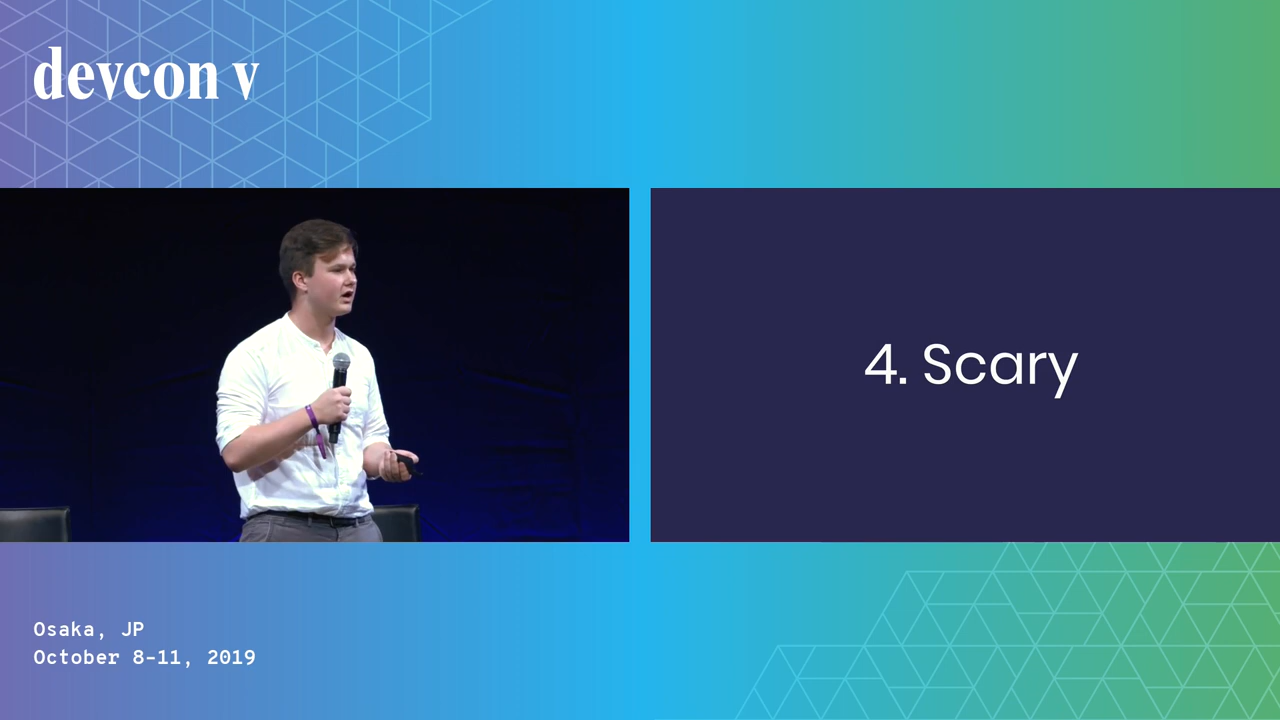 devcon v
4. Scary
Osaka, JP
October 8-11, 2019